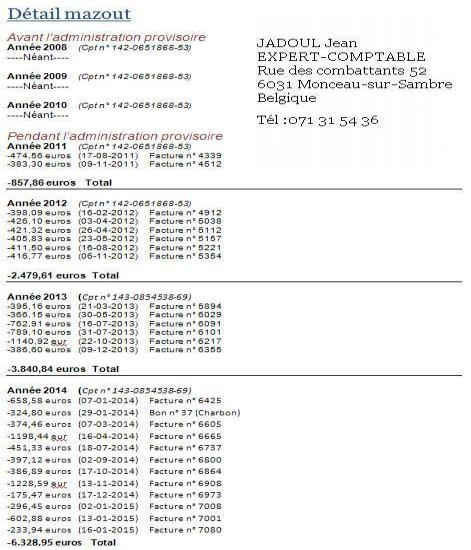 Détail mazout
Avant l'administration provisoire
Année 2008 (Cpt n° 142-0651868-53)
----Néant----
Année 2009 (Cpt n° 142-0651868-53)
----Néant----
Année 2010 (Cpt n° 142-0651868-53)
----Néant----
JADOUL Jean
EXPERT-COMPTABLE
Rue des combattants 52
6031 Monceau-sur-Sambre
Belgique
Tél :071 31 54 36
Pendant l'administration provisoire
Année 2011 (Cpt n° 142-0651868-53)
-474,56 euros (17-08-2011) Facture n° 4339
-383,30 euros (09-11-2011) Facture n° 4512
-857,86 euros Total
Année 2012 (Cpt n° 142-0651868-53)
-398,09 euros (16-02-2012) Facture n° 4912
-426,10 euros (03-04-2012) Facture n° 5038
-421,32 euros (26-04-2012) Facture n° 5112
-405,83 euros (23-05-2012) Facture n° 5157
-411,50 euros (16-08-2012) Facture n° 5221
-416,77 euros (06-11-2012) Facture n° 5354
-2.479,61 euros Total
Année 2013 (Cpt n° 143-0854538-69)
-395,16 euros (21-03-2013) Facture n° 5894
-366,15 euros (30-05-2013) Facture n° 6029
-762,91 euros (16-07-2013) Facture n° 6091
-789,10 euros (31-07-2013) Facture n° 6101
-1140,92 eur (22-10-2013) Facture n° 6217
-386,60 euros (09-12-2013) Facture n° 6355
-3.840,84 euros Total
Année 2014 (Cpt n° 143-0854538-69)
-658,58 euros (07-01-2014) Facture n° 6425
-324,80 euros (29-01-2014) Bon n° 37 (Charbon)
-374,46 euros (07-03-2014) Facture n° 6605
-1198,44 eur (16-04-2014) Facture n° 6665
-451,33 euros (18-07-2014) Facture n° 6737
-397,12 euros (02-09-2014) Facture n° 6800
-386,89 euros (17-10-2014) Facture n° 6864
-1228,59 eur (13-11-2014) Facture n° 6908
-175,47 euros (17-12-2014) Facture n° 6973
-296,45 euros (02-01-2015) Facture n° 7008
-602,88 euros (13-01-2015) Facture n° 7001
-233,94 euros (16-01-2015) Facture n° 7080
-6.328,95 euros Total